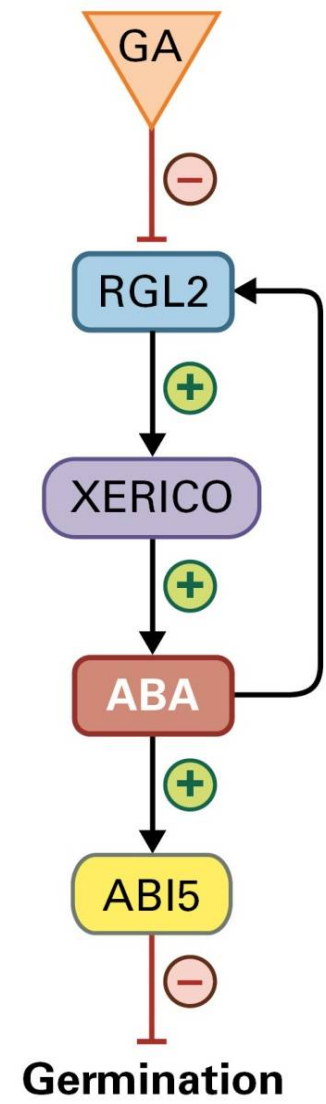 GA
−
RGL2
+
XERICO
+
ABA
+
ABI5
−
Germination